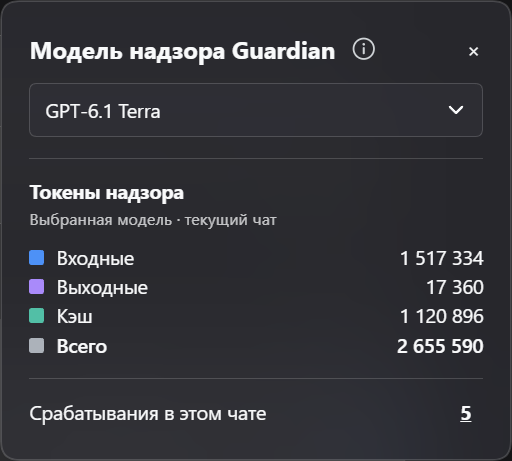 Модель надзора Guardian
GPT-6.1 Terra
Токены надзора
Выбранная модель · текущий чат
Входные 1 517 334
Выходные 17 360
Кэш 1 120 896
Всего 2 655 590
Срабатывания в этом чате 5